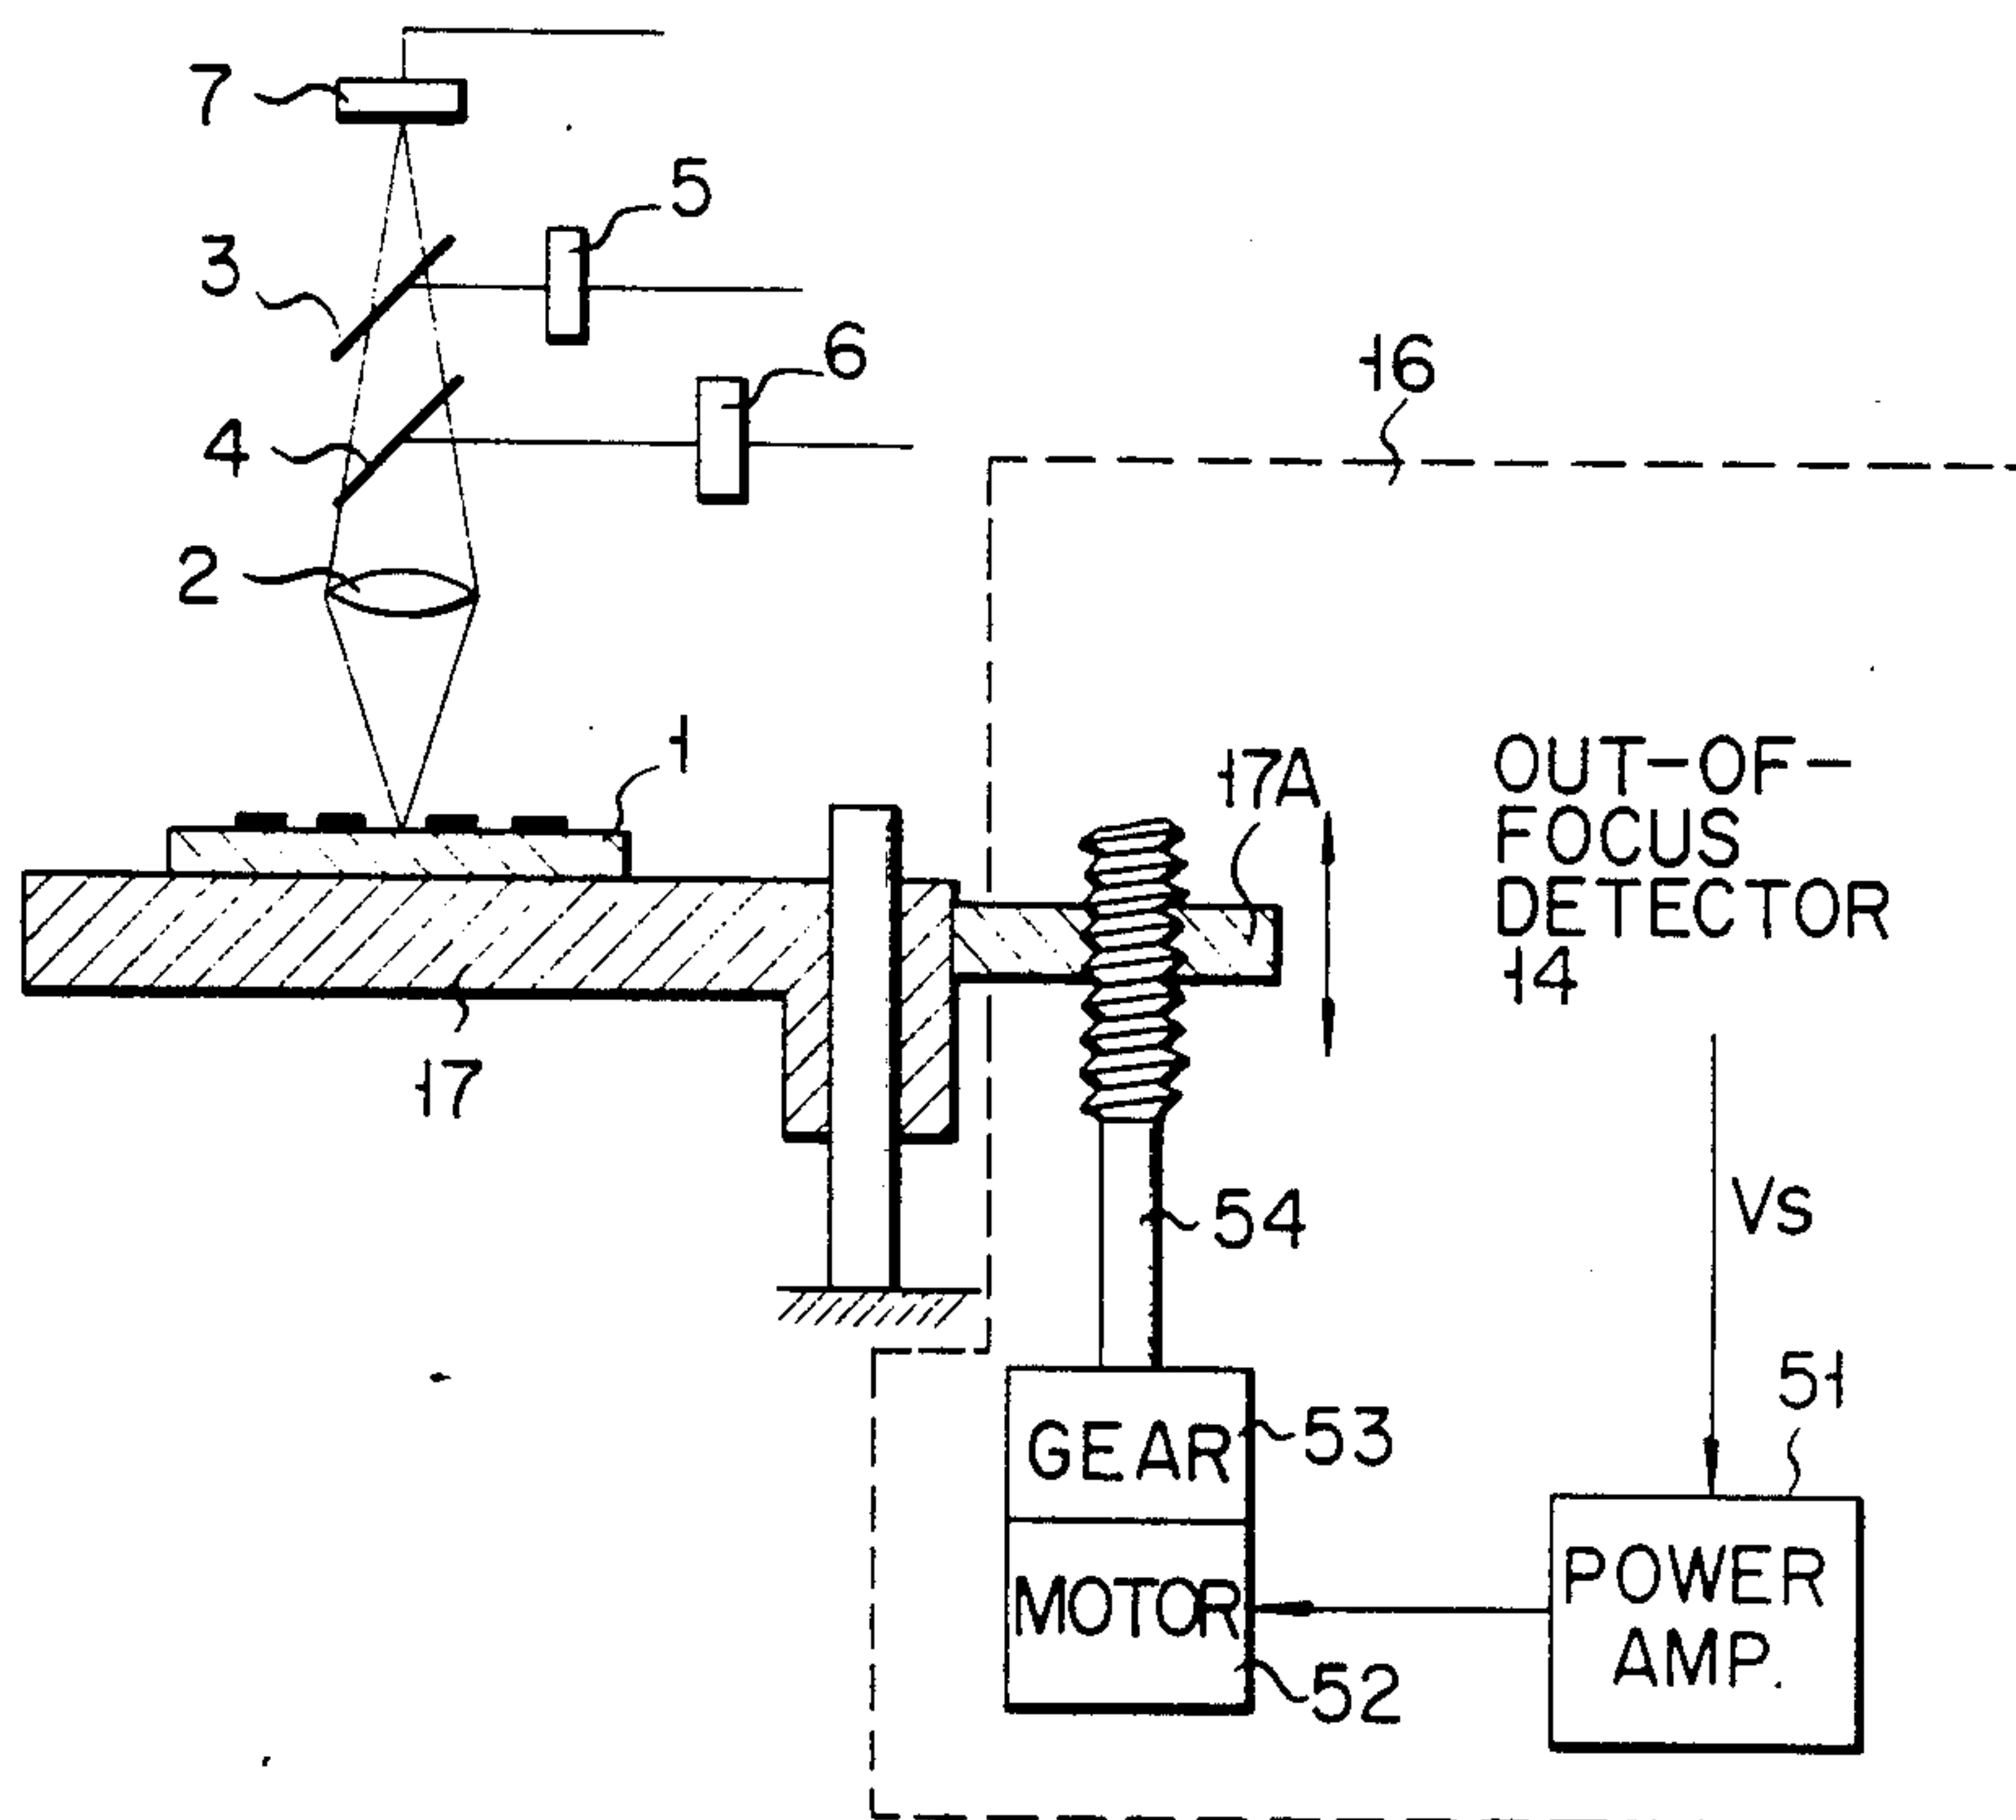 7
5
3
6
16
4
2
1
17A
OUT-OF-
FOCUS
DETECTOR
14
17
54
Vs
51
GEAR
53
MOTOR
52
POWER
AMP.